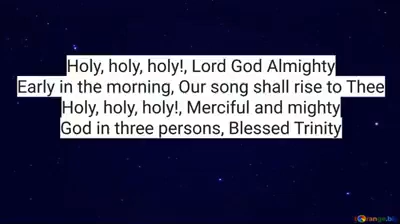 Holy, holy, holy!, Lord God Almighty
Early in the morning, Our song shall rise to Thee
Holy, holy, holy!, Merciful and mighty
God in three persons, Blessed Trinity